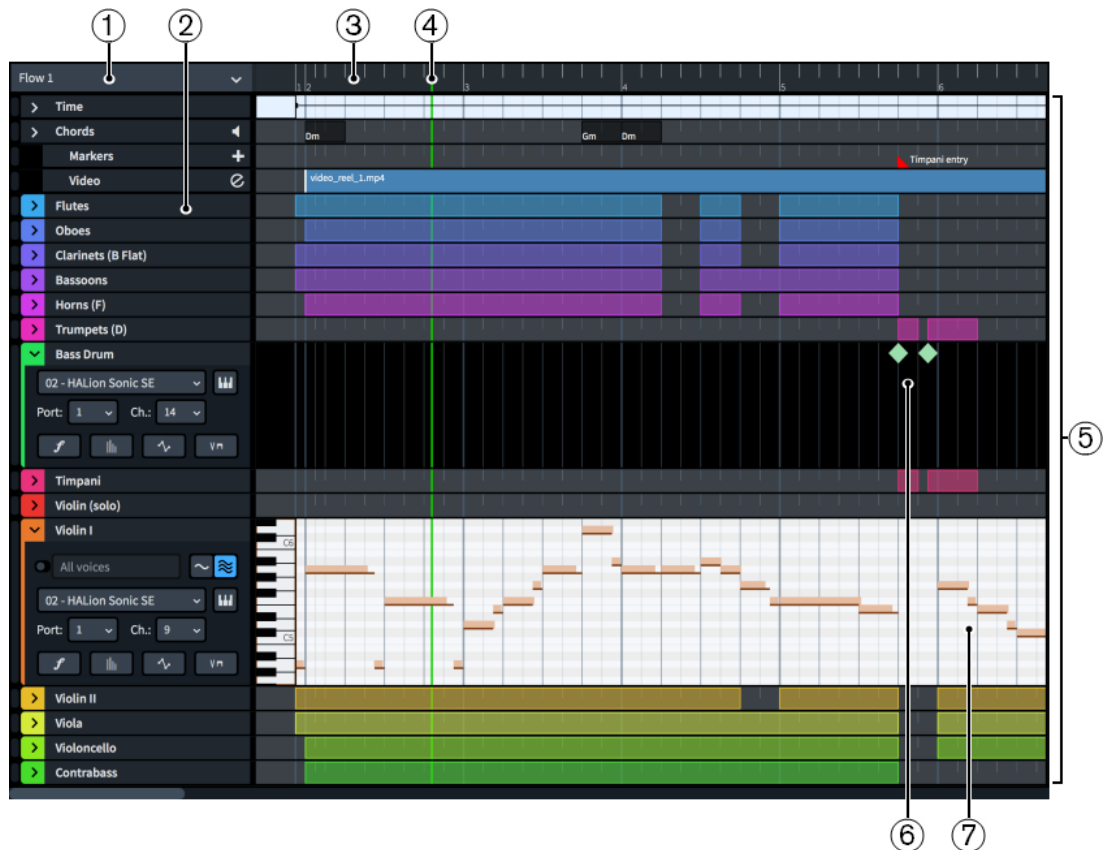 ① ② ③ ④
Flow 1
1 2 3 4 5 6
Time
Chords Dm Gm Dm
Markers Timpani entry
Video video_reel_1.mp4
Flutes
Oboes
Clarinets (B Flat)
Bassoons
Horns (F)
Trumpets (D)
Bass Drum
02 - HALion Sonic SE
Port: 1 Ch.: 14
⑤
Timpani
Violin (solo)
Violin I
C6
All voices
02 - HALion Sonic SE
Port: 1 Ch.: 9
C5
Violin II
Viola
Violoncello
Contrabass
⑥ ⑦